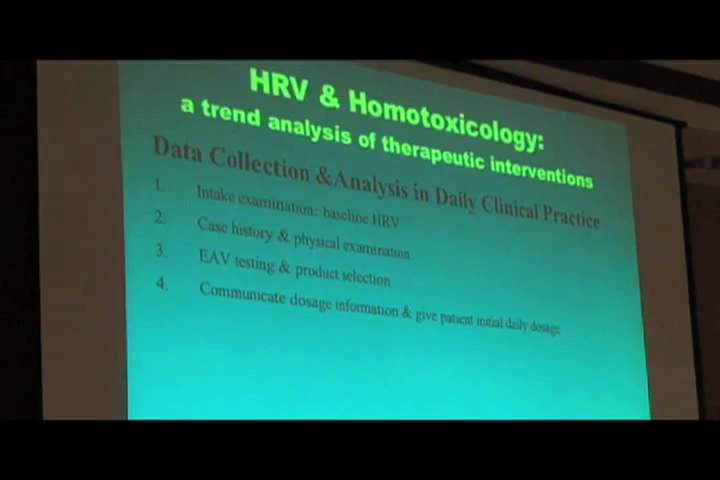 HRV & Homotoxicology:
a trend analysis of therapeutic interventions
Data Collection &Analysis in Daily Clinical Practice
1. Intake examination: baseline HRV
2. Case history & physical examination
3. EAV testing & product selection
4. Communicate dosage information & give patient initial daily dosage